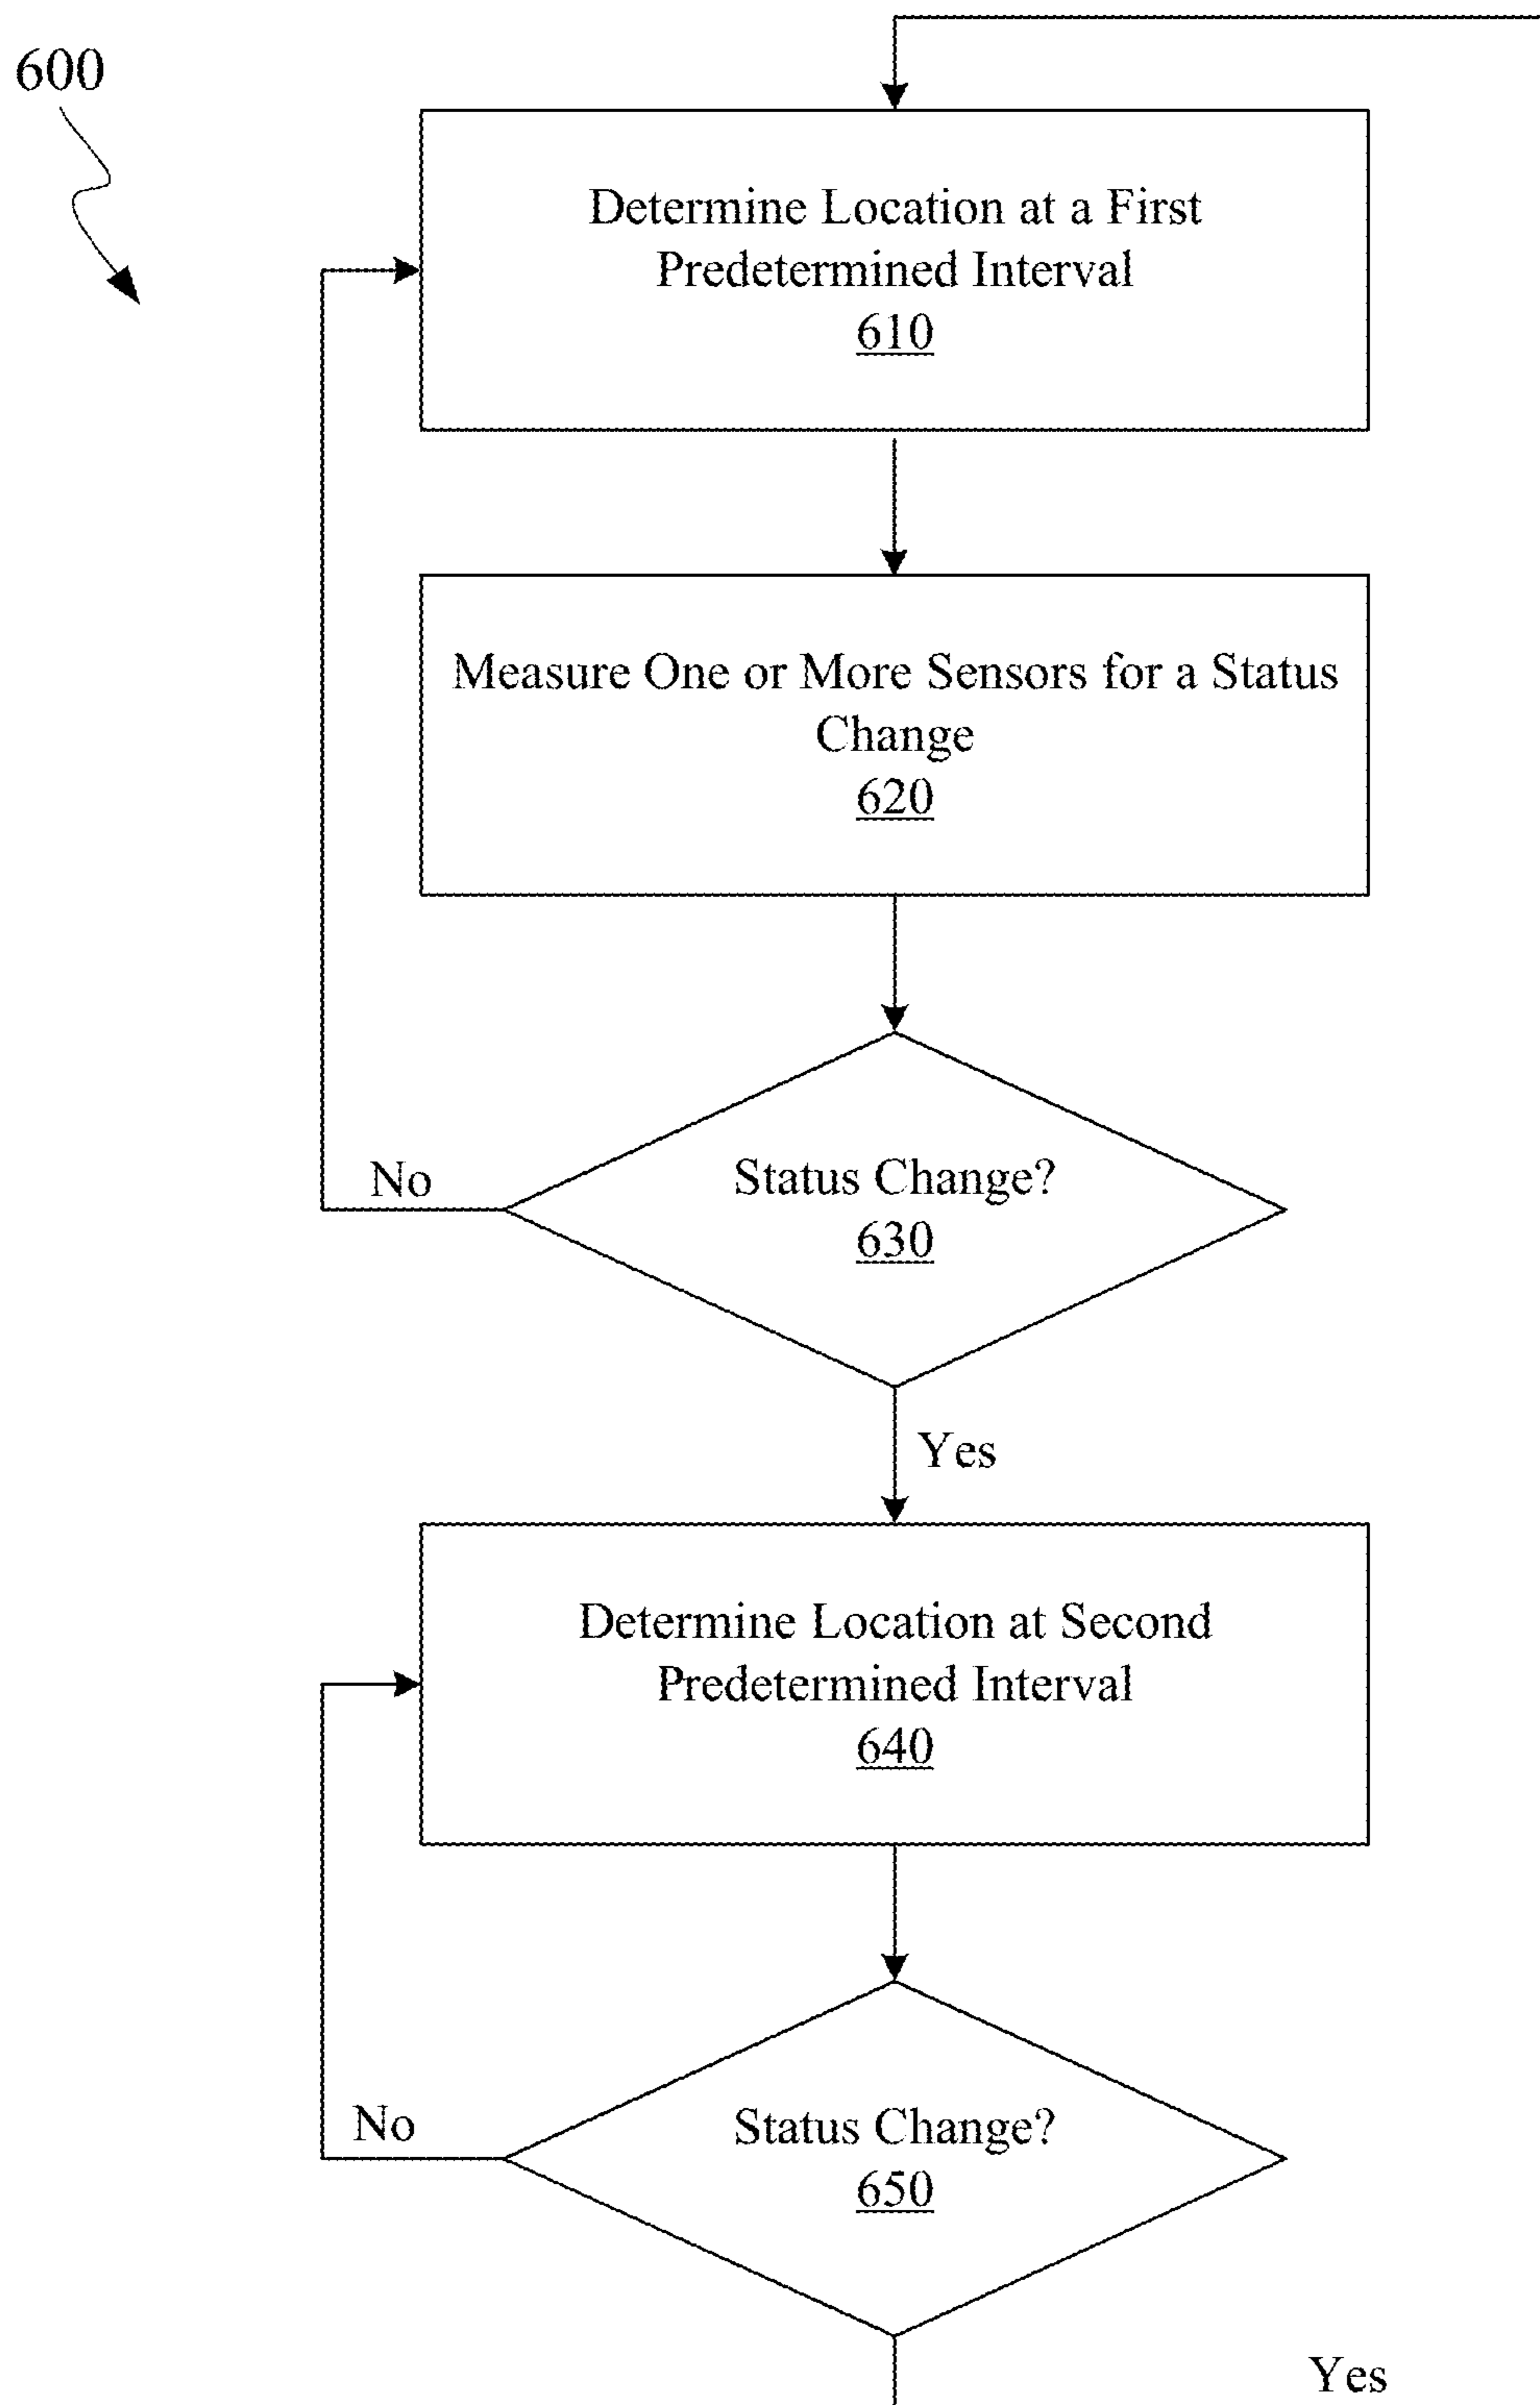 600
Determine Location at a First
Predetermined Interval
610
Measure One or More Sensors for a Status
Change
620
Status Change?
630
No
Yes
Determine Location at Second
Predetermined Interval
640
Status Change?
650
No
Yes